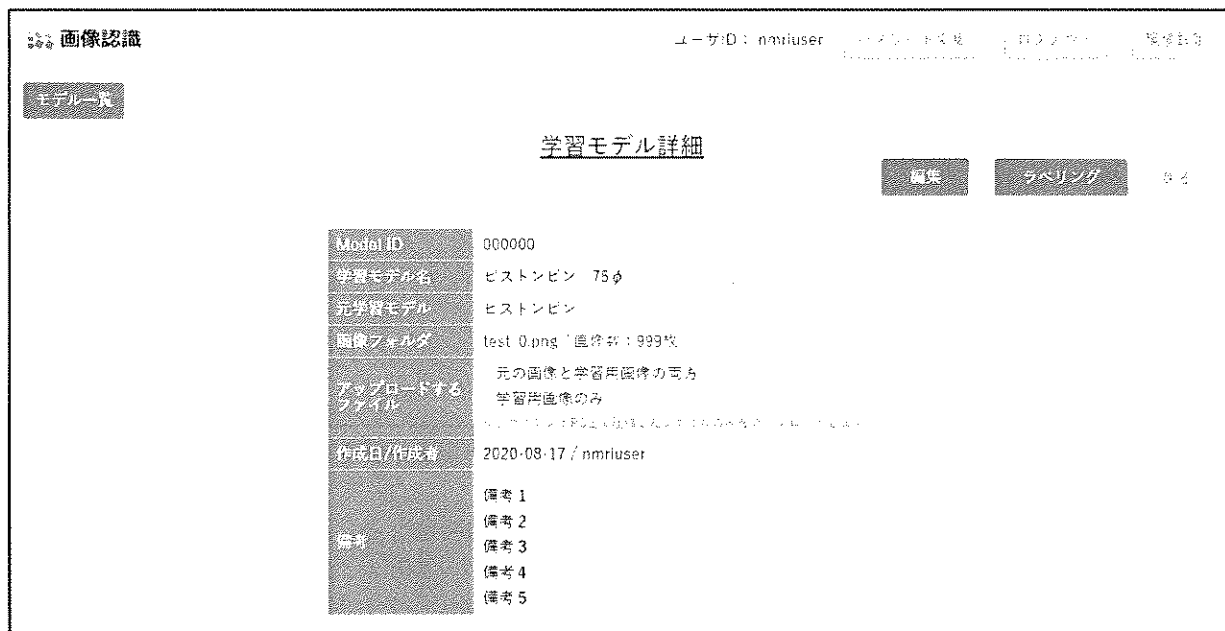 画像認識
ユーザID： nmriuser
モデル一覧
学習モデル詳細
編集 ラベリング 戻る
Model ID 000000
学習モデル名 ピストンピン 75φ
元学習モデル ピストンピン
画像フォルダ test_0.png 画像数：999枚
アップロードする
ファイル
元の画像と学習用画像の両方
学習用画像のみ
作成日/作成者 2020-08-17 / nmriuser
備考
備考 1
備考 2
備考 3
備考 4
備考 5